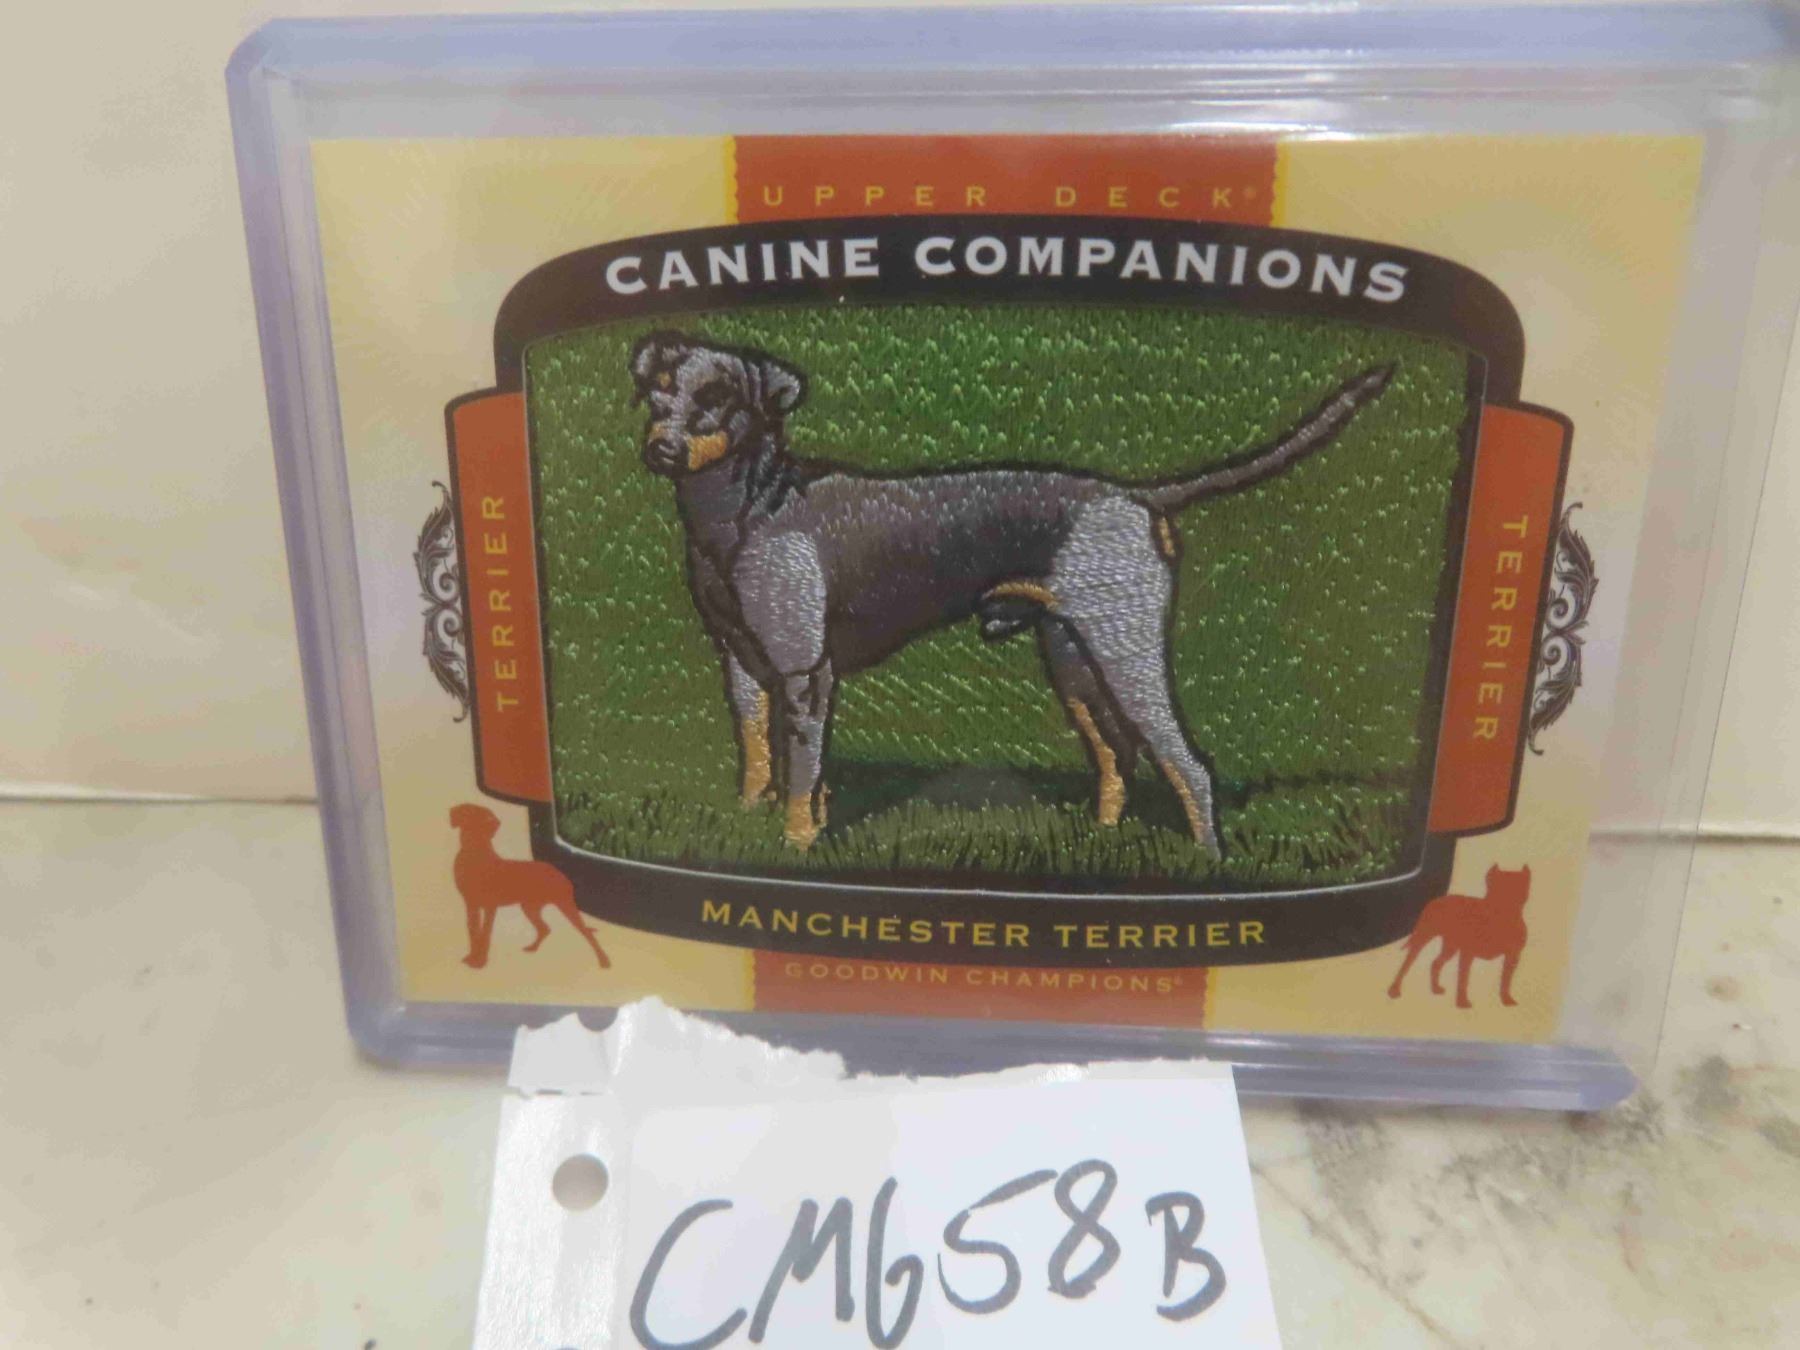 UPPER DECK®
CANINE COMPANIONS
TERRIER
TERRIER
MANCHESTER TERRIER
GOODWIN CHAMPIONS®
CM658B